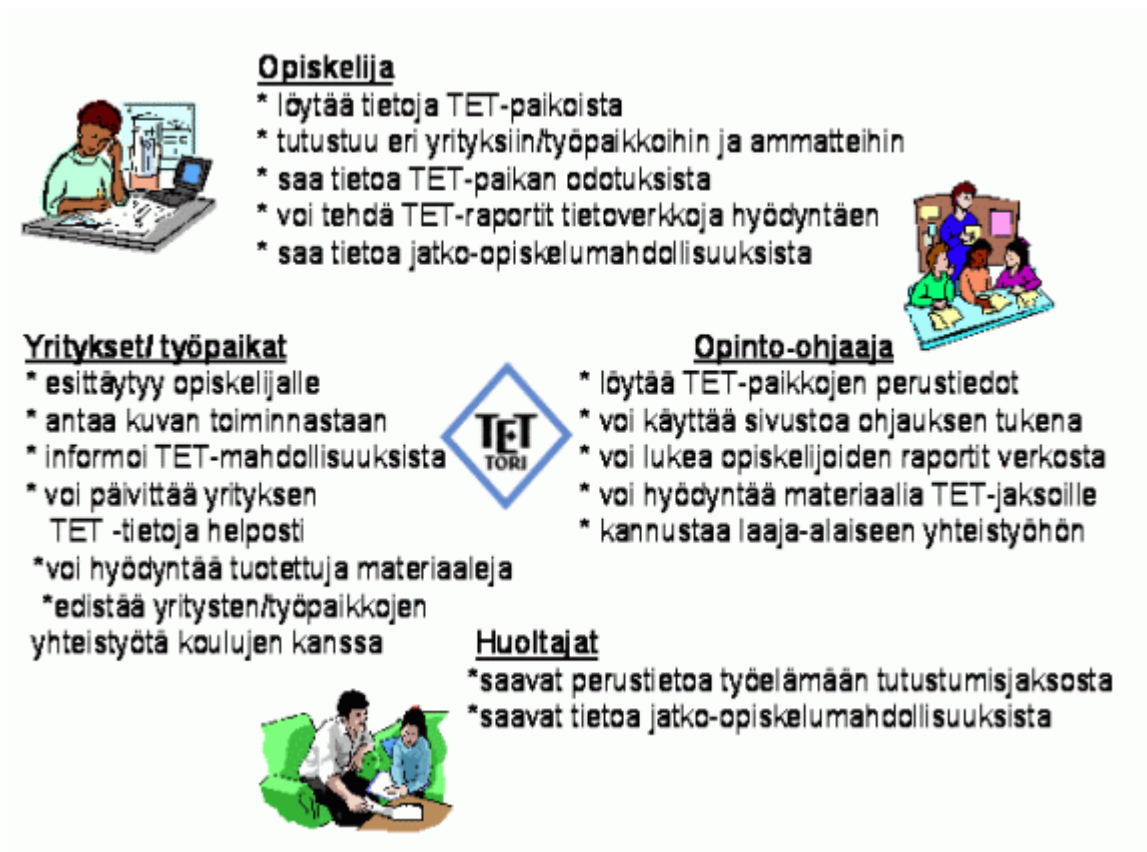 Opiskelija
* löytää tietoja TET-paikoista
* tutustuu eri yrityksiin/työpaikkoihin ja ammatteihin
* saa tietoa TET-paikan odotuksista
* voi tehdä TET-raportit tietoverkkoja hyödyntäen
* saa tietoa jatko-opiskelumahdollisuuksista
Yritykset/ työpaikat
* esittäytyy opiskelijalle
* antaa kuvan toiminnastaan
* informoi TET-mahdollisuuksista
* voi päivittää yrityksen
TET -tietoja helposti
*voi hyödyntää tuotettuja materiaaleja
*edistää yritysten/työpaikkojen
yhteistyötä koulujen kanssa
TET
TORI
Opinto-ohjaaja
* löytää TET-paikkojen perustiedot
* voi käyttää sivustoa ohjauksen tukena
* voi lukea opiskelijoiden raportit verkosta
* voi hyödyntää materiaalia TET-jaksoille
* kannustaa laaja-alaiseen yhteistyöhön
Huoltajat
*saavat perustietoa työelämään tutustumisjaksosta
*saavat tietoa jatko-opiskelumahdollisuuksista